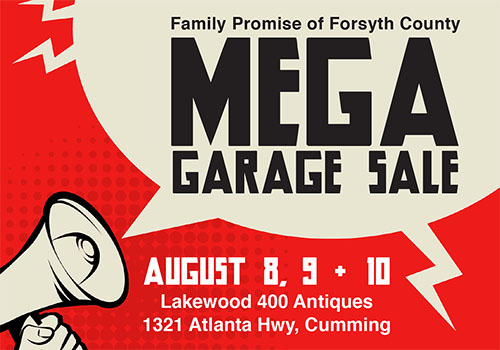 Family Promise of Forsyth County
MEGA
GARAGE SALE
AUGUST 8, 9 + 10
Lakewood 400 Antiques
1321 Atlanta Hwy, Cumming